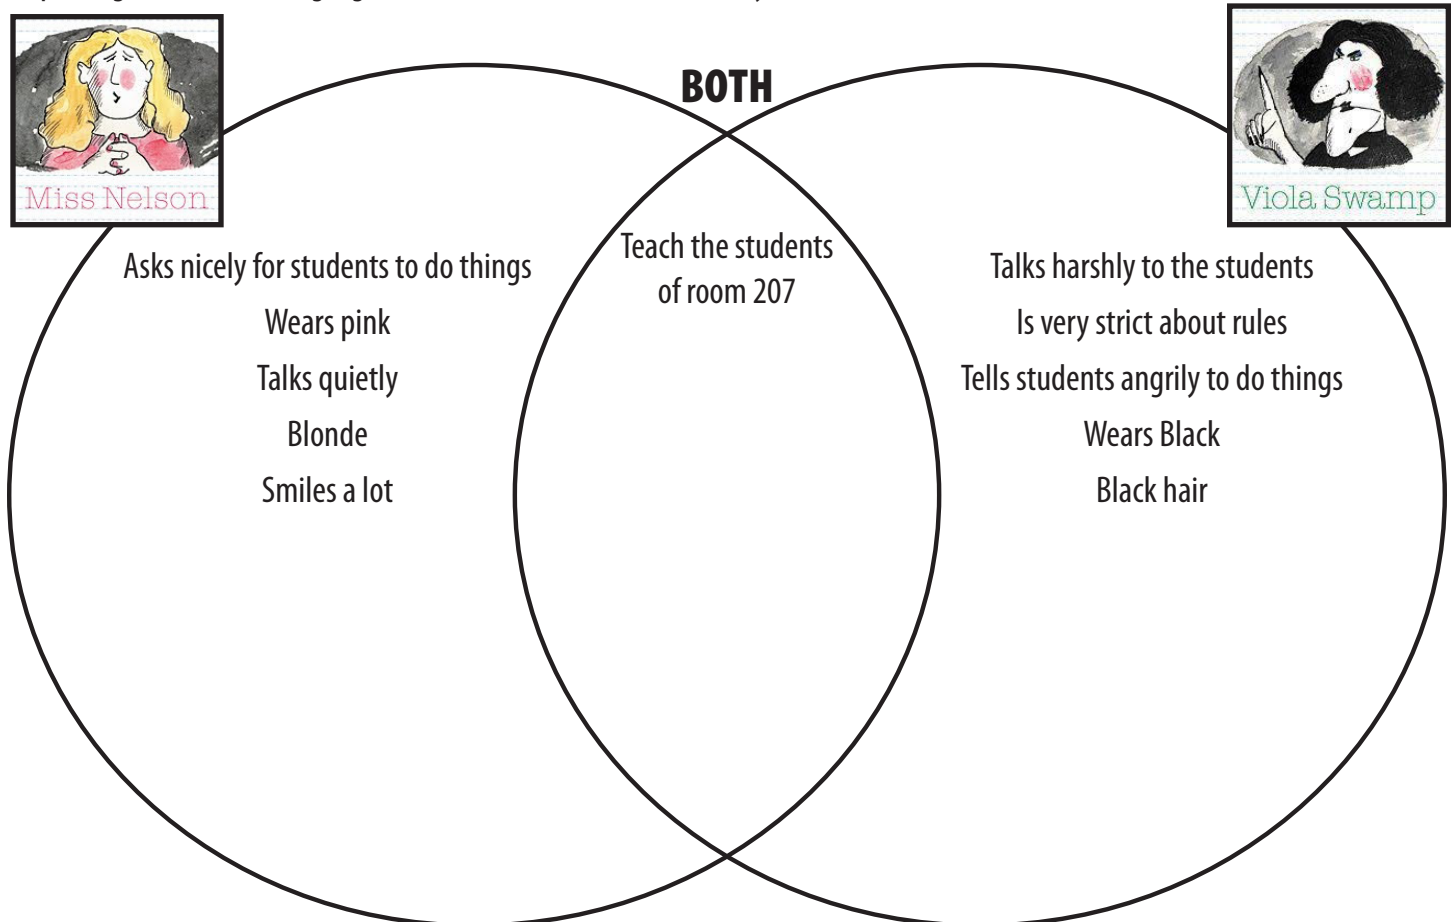 BOTH
Miss Nelson
Viola Swamp
Asks nicely for students to do things
Wears pink
Talks quietly
Blonde
Smiles a lot
Teach the students
of room 207
Talks harshly to the students
Is very strict about rules
Tells students angrily to do things
Wears Black
Black hair